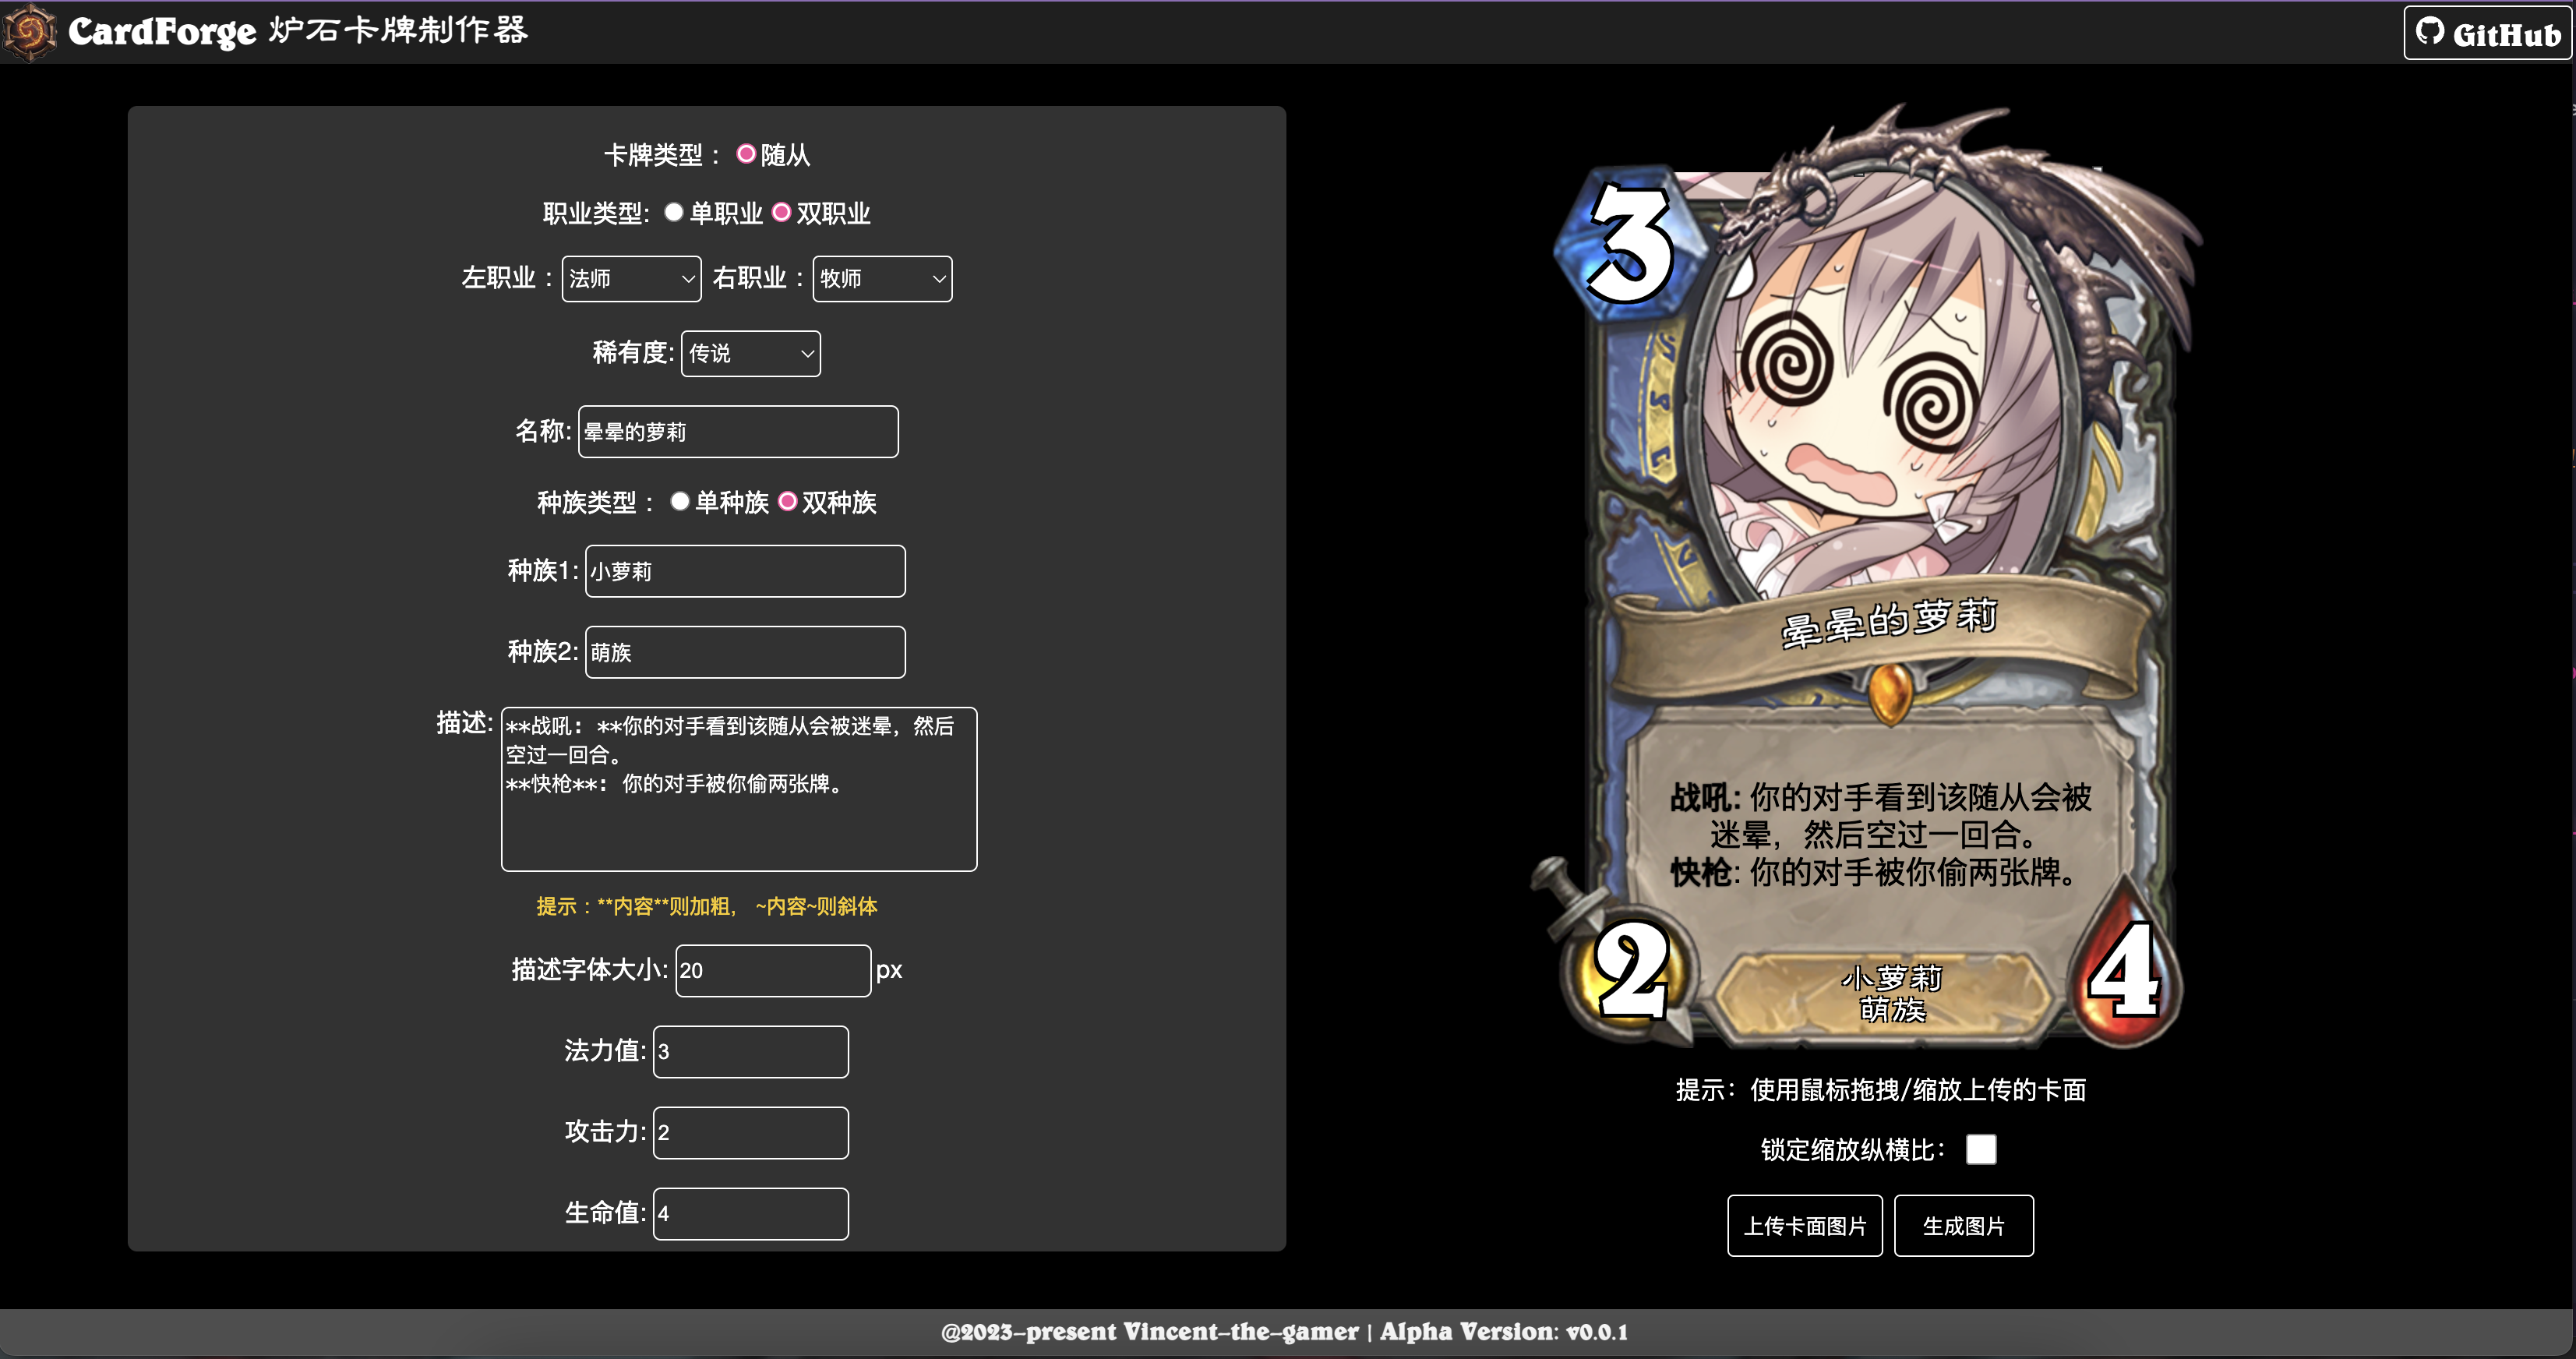 CardForge 炉石卡牌制作器
GitHub
卡牌类型 : 随从
职业类型: 单职业 双职业
左职业 : 法师 右职业 : 牧师
稀有度: 传说
名称: 晕晕的萝莉
种族类型 : 单种族 双种族
种族1: 小萝莉
种族2: 萌族
描述: **战吼：**你的对手看到该随从会被迷晕，然后
空过一回合。
**快枪**：你的对手被你偷两张牌。
提示 : **内容**则加粗， ~内容~则斜体
描述字体大小: 20 px
法力值: 3
攻击力: 2
生命值: 4
3
晕晕的萝莉
战吼: 你的对手看到该随从会被
迷晕，然后空过一回合。
快枪: 你的对手被你偷两张牌。
2
小萝莉
萌族
4
提示：使用鼠标拖拽/缩放上传的卡面
锁定缩放纵横比：
上传卡面图片 生成图片
@2023-present Vincent-the-gamer | Alpha Version: v0.0.1